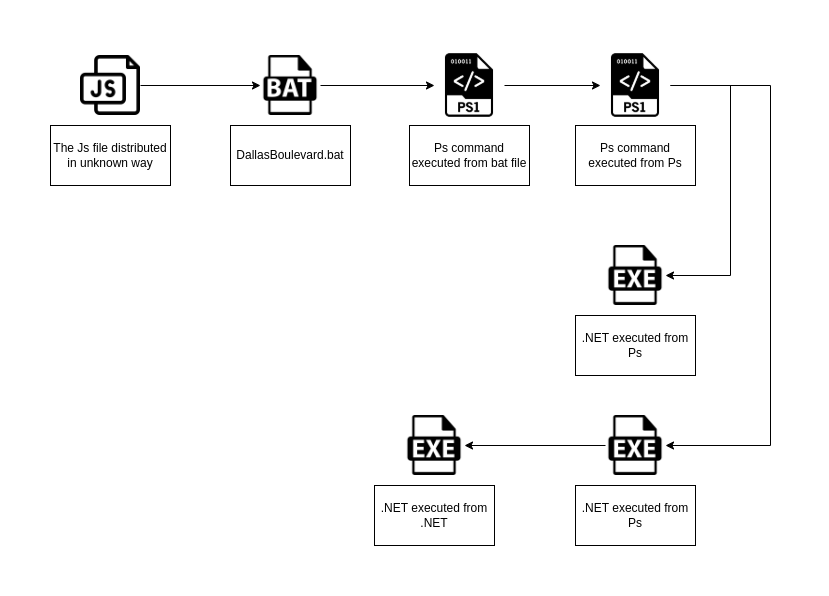 JS
BAT
010011
</>
PS1
010011
</>
PS1
The Js file distributed
in unknown way
DallasBoulevard.bat
Ps command
executed from bat file
Ps command
executed from Ps
EXE
.NET executed from
Ps
EXE
EXE
.NET executed from
.NET
.NET executed from
Ps